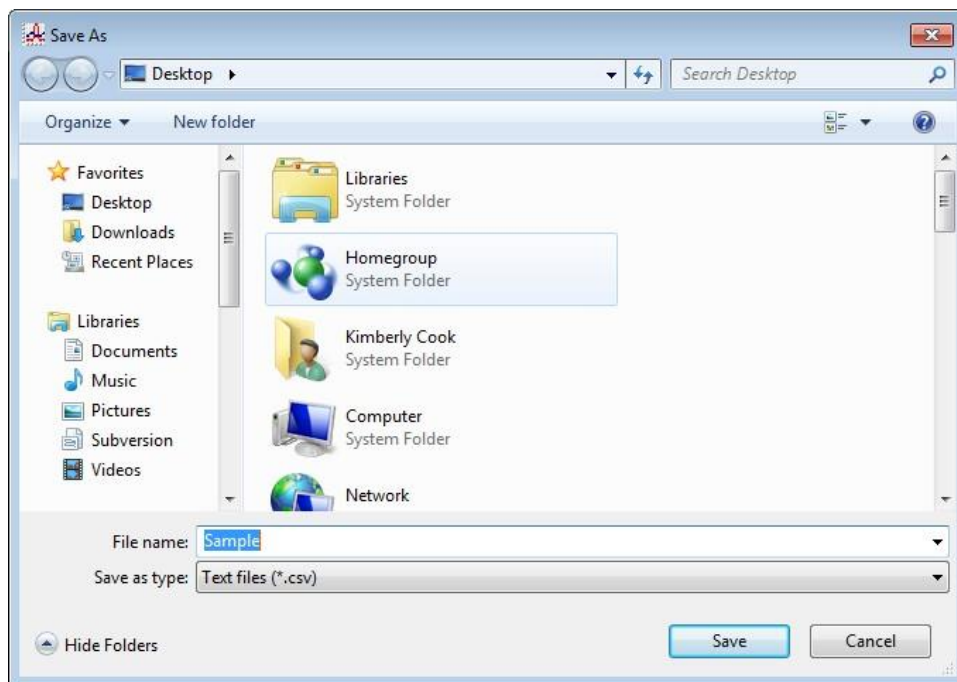 Save As
Desktop
Search Desktop
Organize New folder
Favorites
Desktop
Downloads
Recent Places
Libraries
Documents
Music
Pictures
Subversion
Videos
Libraries
System Folder
Homegroup
System Folder
Kimberly Cook
System Folder
Computer
System Folder
Network
File name: Sample
Save as type: Text files (*.csv)
Hide Folders Save Cancel